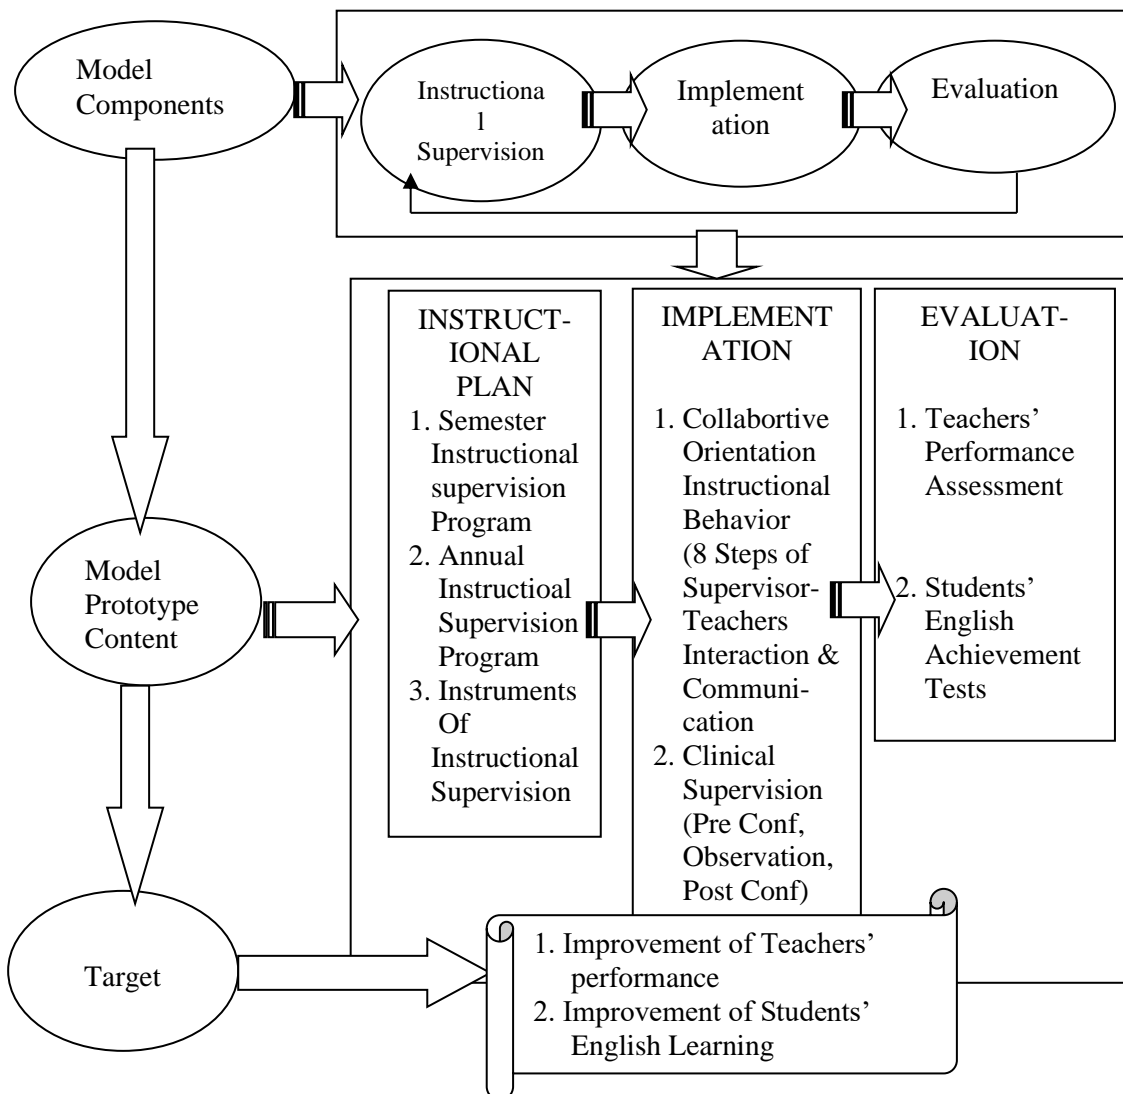 Model
Components
Instructiona
l
Supervision
Implement
ation
Evaluation
Model
Prototype
Content
INSTRUCT-
IONAL
PLAN
1. Semester
Instructional
supervision
Program
2. Annual
Instructioal
Supervision
Program
3. Instruments
Of
Instructional
Supervision
IMPLEMENT
ATION
1. Collabortive
Orientation
Instructional
Behavior
(8 Steps of
Supervisor-
Teachers
Interaction &
Communi-
cation
2. Clinical
Supervision
(Pre Conf,
Observation,
Post Conf)
EVALUAT-
ION
1. Teachers’
Performance
Assessment
2. Students’
English
Achievement
Tests
Target
1. Improvement of Teachers’
performance
2. Improvement of Students’
English Learning